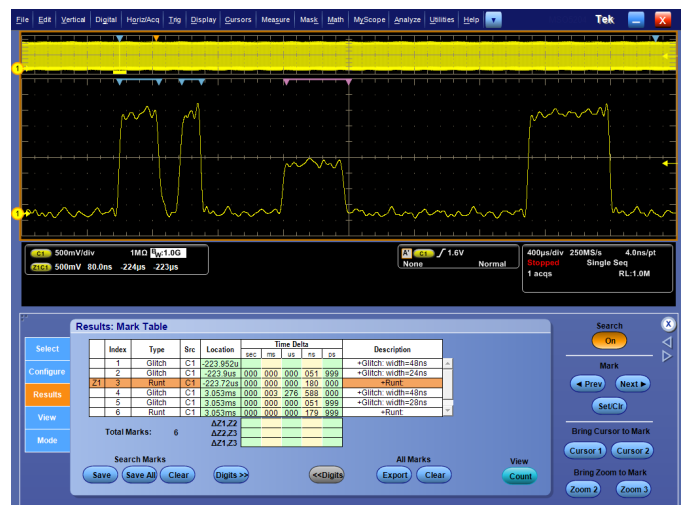 File Edit Vertical Digital Horiz/Acq Trig Display Cursors Measure Mask Math MyScope Analyze Utilities Help Tek X
1
1
C1 500mV/div 1MΩ BW:1.0G
Z1C1 500mV 80.0ns -224µs -223µs
A' C1 1.6V
None Normal
400µs/div 250MS/s 4.0ns/pt
Stopped Single Seq
1 acqs RL:1.0M
Results: Mark Table
X
Select
Configure
Results
View
Mode
Index Type Src Location Time Delta Description
sec ms us ns ps
1 Glitch C1 -223.952u +Glitch: width=48ns
2 Glitch C1 -223.9us 000 000 000 051 999 +Glitch: width=24ns
Z1 3 Runt C1 -223.72us 000 000 000 180 000 +Runt:
4 Glitch C1 3.053ms 000 003 276 588 000 +Glitch: width=48ns
5 Glitch C1 3.053ms 000 000 000 051 999 +Glitch: width=28ns
6 Runt C1 3.053ms 000 000 000 179 999 +Runt:
Total Marks: 6
ΔZ1.Z2
ΔZ2.Z3
ΔZ1.Z3
Search Marks
Save Save All Clear
Digits >>
<<Digits
All Marks
Export Clear
View
Count
Search
On
Mark
Prev Next
Set/Clr
Bring Cursor to Mark
Cursor 1 Cursor 2
Bring Zoom to Mark
Zoom 2 Zoom 3